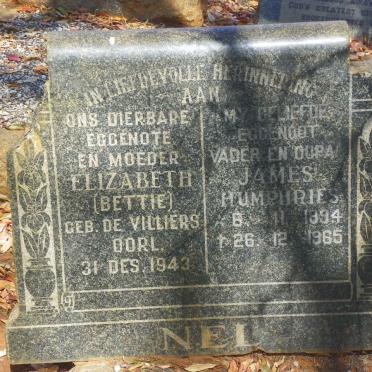 IN LIEFDEVOLLE HERINNERING
AAN
ONS DIERBARE
EGGENOTE
EN MOEDER
ELIZABETH
(BETTIE)
GEB. DE VILLIERS
OORL.
31 DES. 1943
MY GELIEFDE
EGGENOOT
VADER EN OUPA
JAMES
HUMPHRIES
* 8. 11. 1894
† 26. 12. 1965
NEL